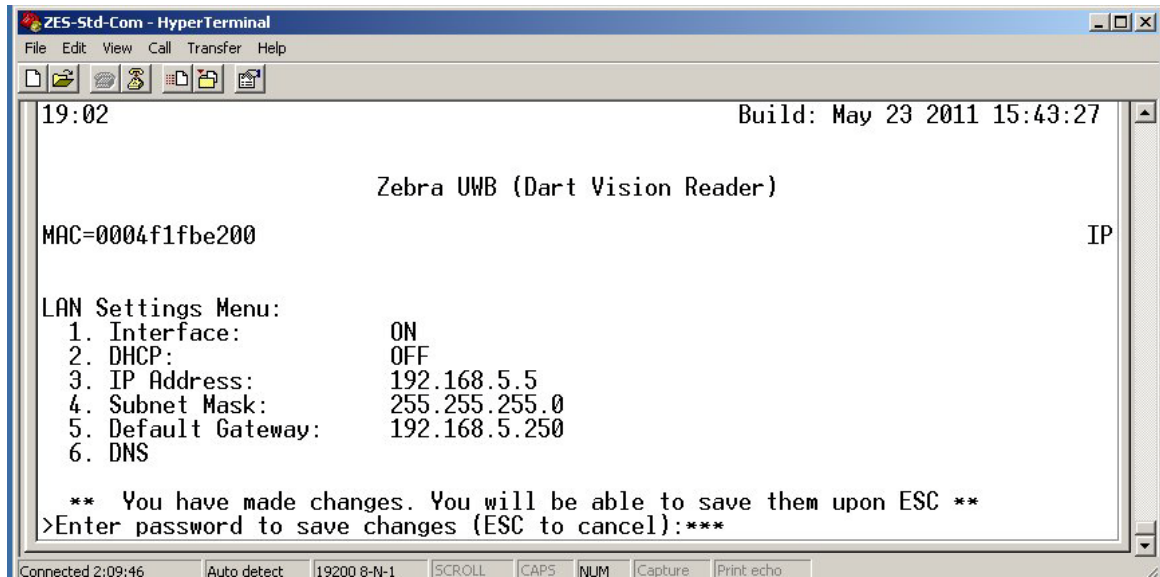 ZES-Std-Com - HyperTerminal
File Edit View Call Transfer Help
19:02 Build: May 23 2011 15:43:27
Zebra UWB (Dart Vision Reader)
MAC=0004f1fbe200 IP
LAN Settings Menu:
1. Interface: ON
2. DHCP: OFF
3. IP Address: 192.168.5.5
4. Subnet Mask: 255.255.255.0
5. Default Gateway: 192.168.5.250
6. DNS
** You have made changes. You will be able to save them upon ESC **
>Enter password to save changes (ESC to cancel):***
Connected 2:09:46 Auto detect 19200 8-N-1 SCROLL CAPS NUM Capture Print echo